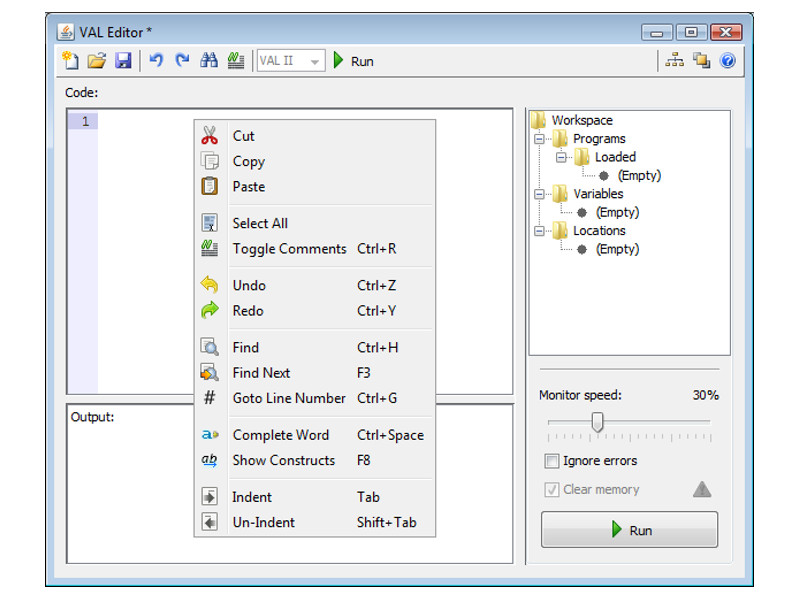 VAL Editor *
VAL II Run
Code:
1
Cut
Copy
Paste
Select All
Toggle Comments Ctrl+R
Undo Ctrl+Z
Redo Ctrl+Y
Find Ctrl+H
Find Next F3
# Goto Line Number Ctrl+G
Complete Word Ctrl+Space
Show Constructs F8
Indent Tab
Un-Indent Shift+Tab
Output:
Workspace
Programs
Loaded
(Empty)
Variables
(Empty)
Locations
(Empty)
Monitor speed: 30%
Ignore errors
Clear memory
Run